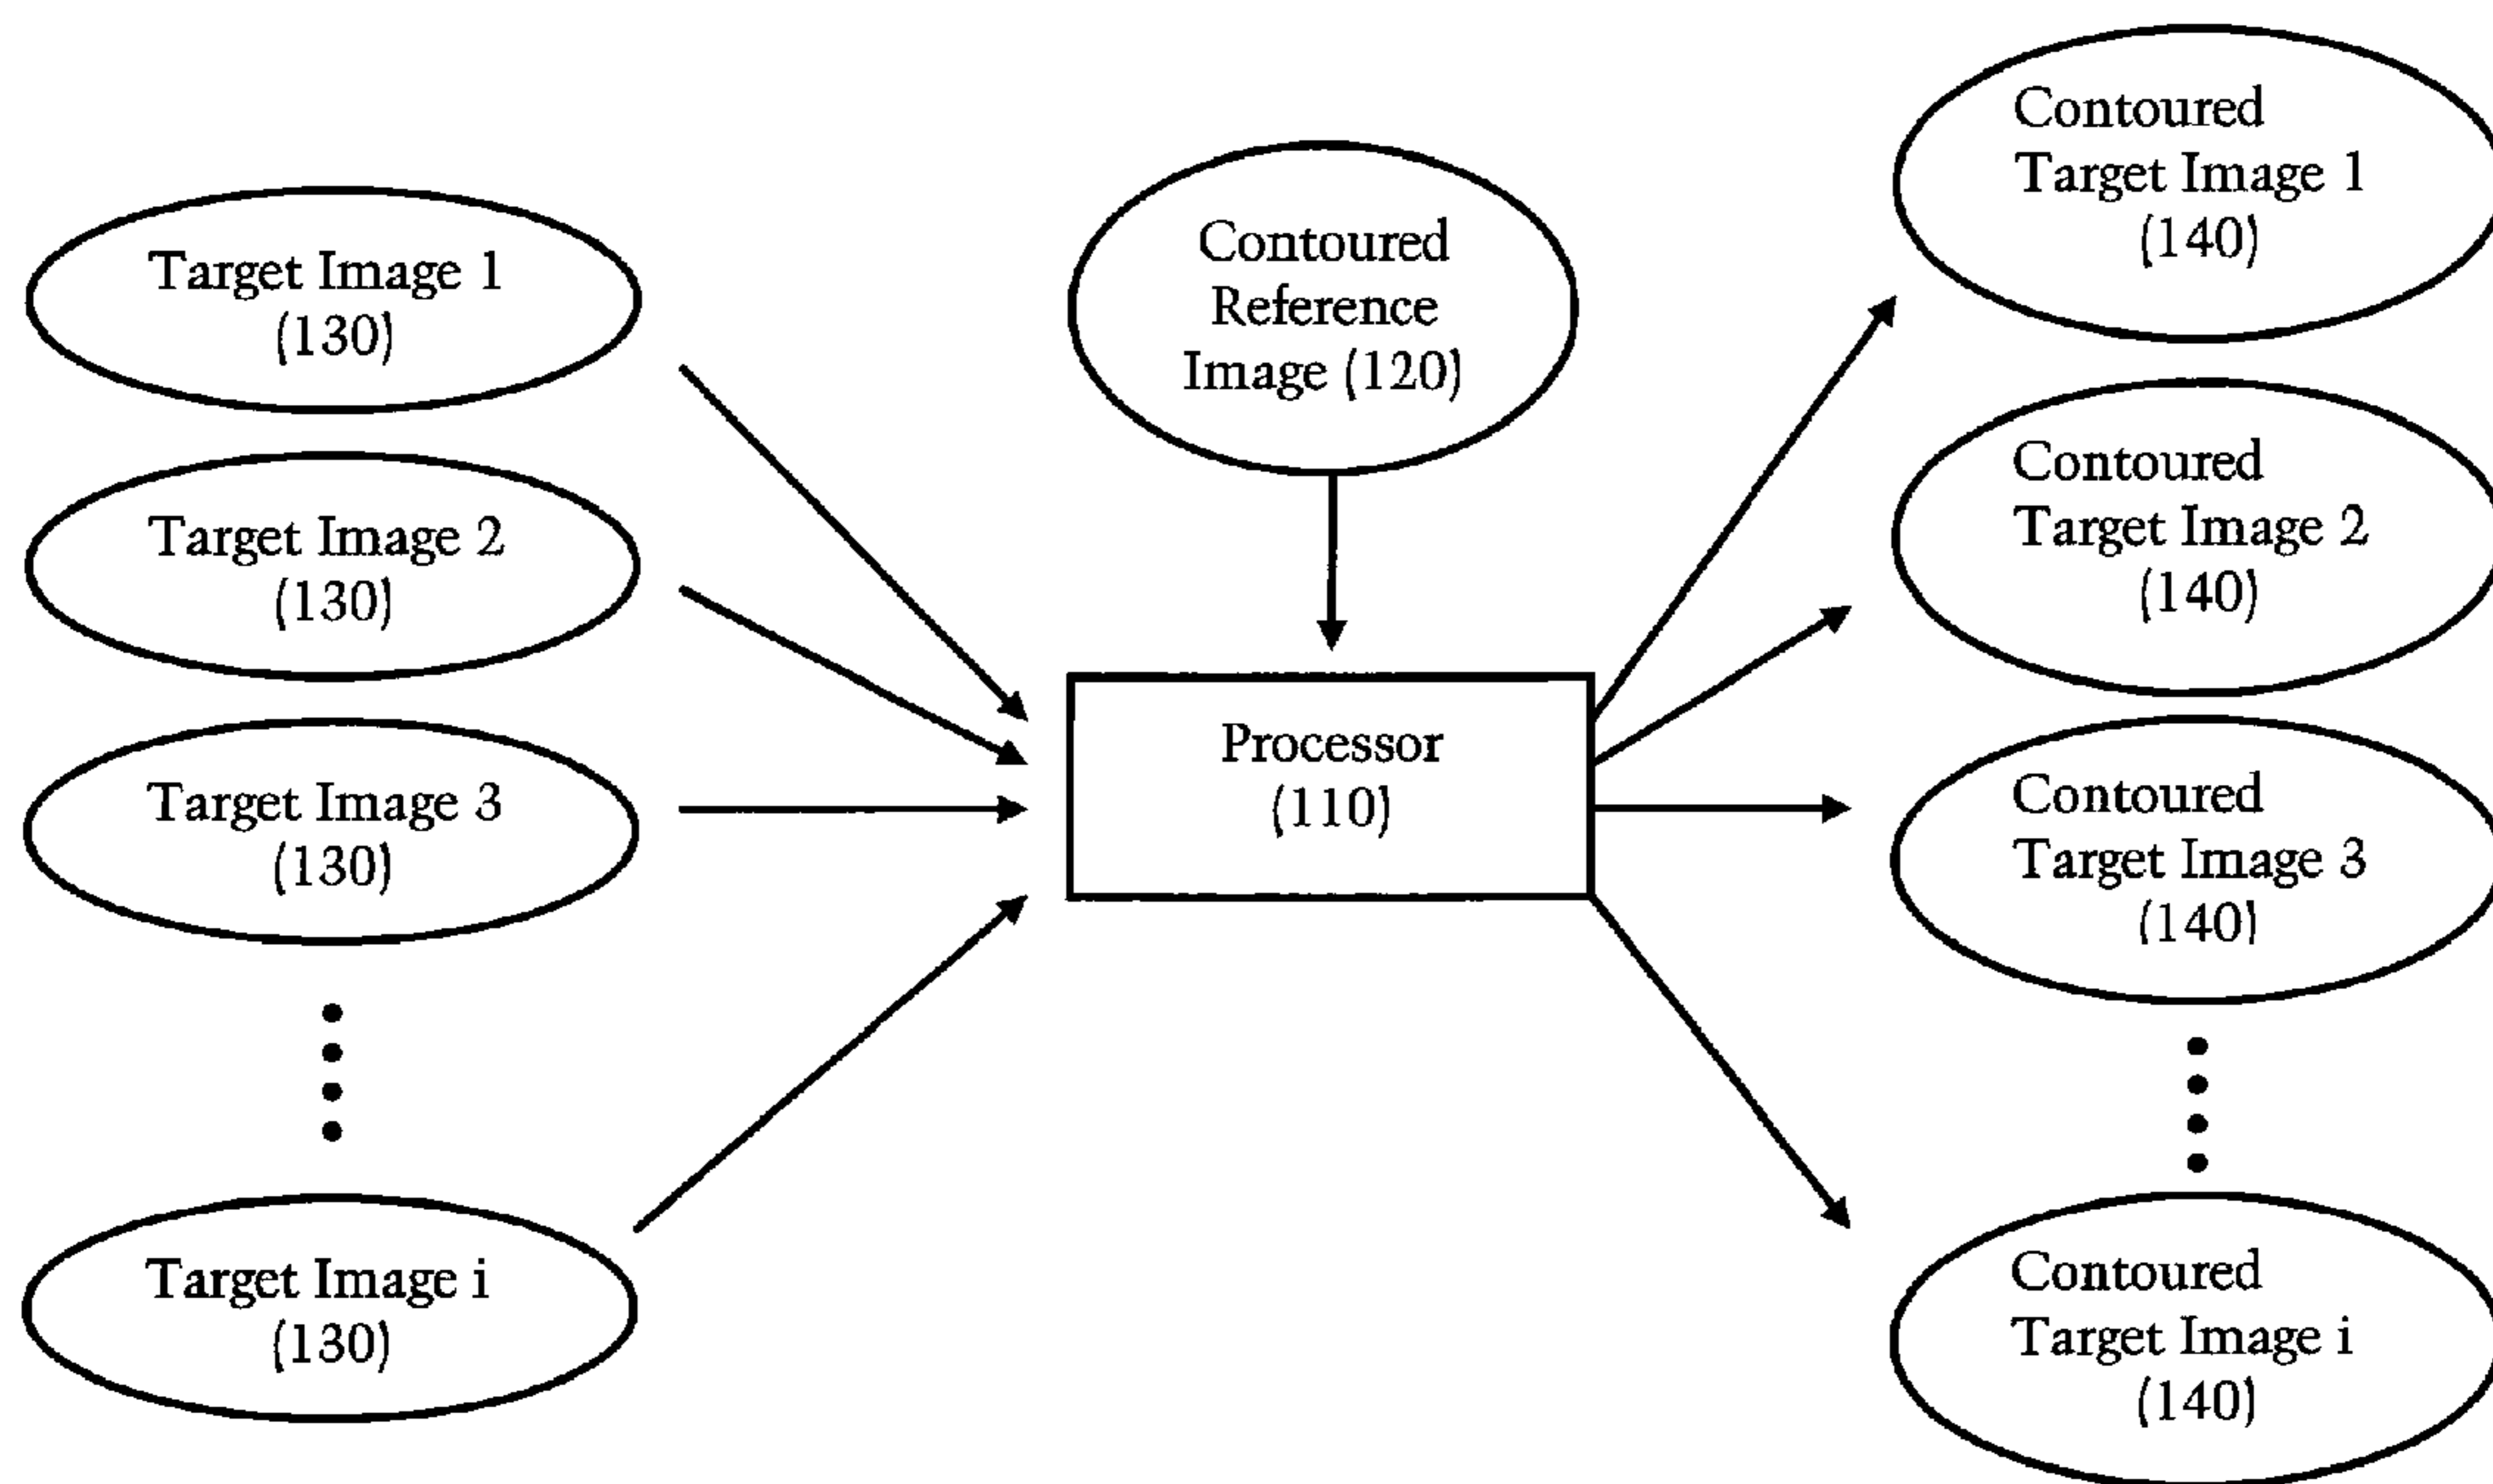 Target Image 1
(130)
Target Image 2
(130)
Target Image 3
(130)
Target Image i
(130)
Contoured
Reference
Image (120)
Processor
(110)
Contoured
Target Image 1
(140)
Contoured
Target Image 2
(140)
Contoured
Target Image 3
(140)
Contoured
Target Image i
(140)